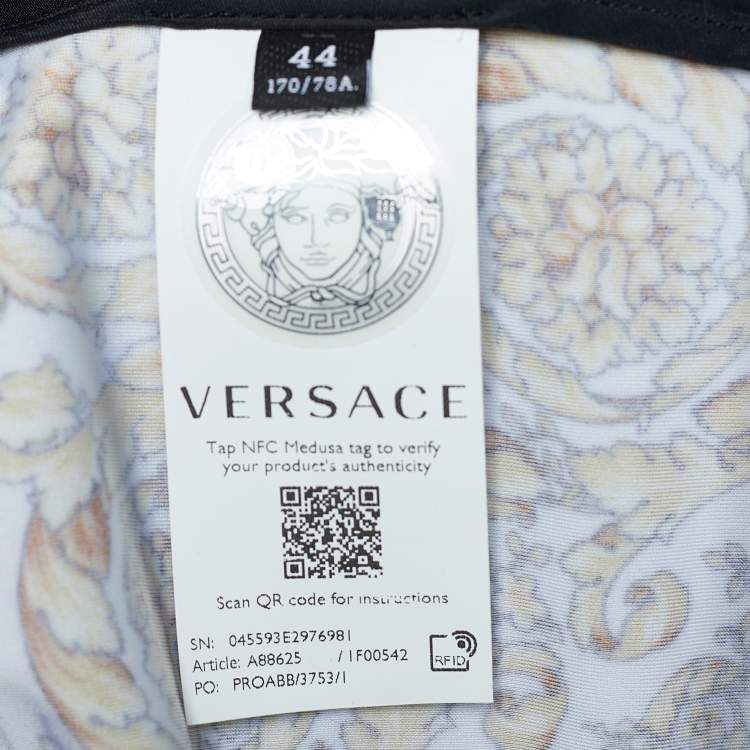 44
170/78A.
VERSACE
Tap NFC Medusa tag to verify
your product's authenticity
Scan QR code for instructions
SN: 045593E2976981
Article: A88625 / 1F00542
PO: PROABB/3753/1
RFID